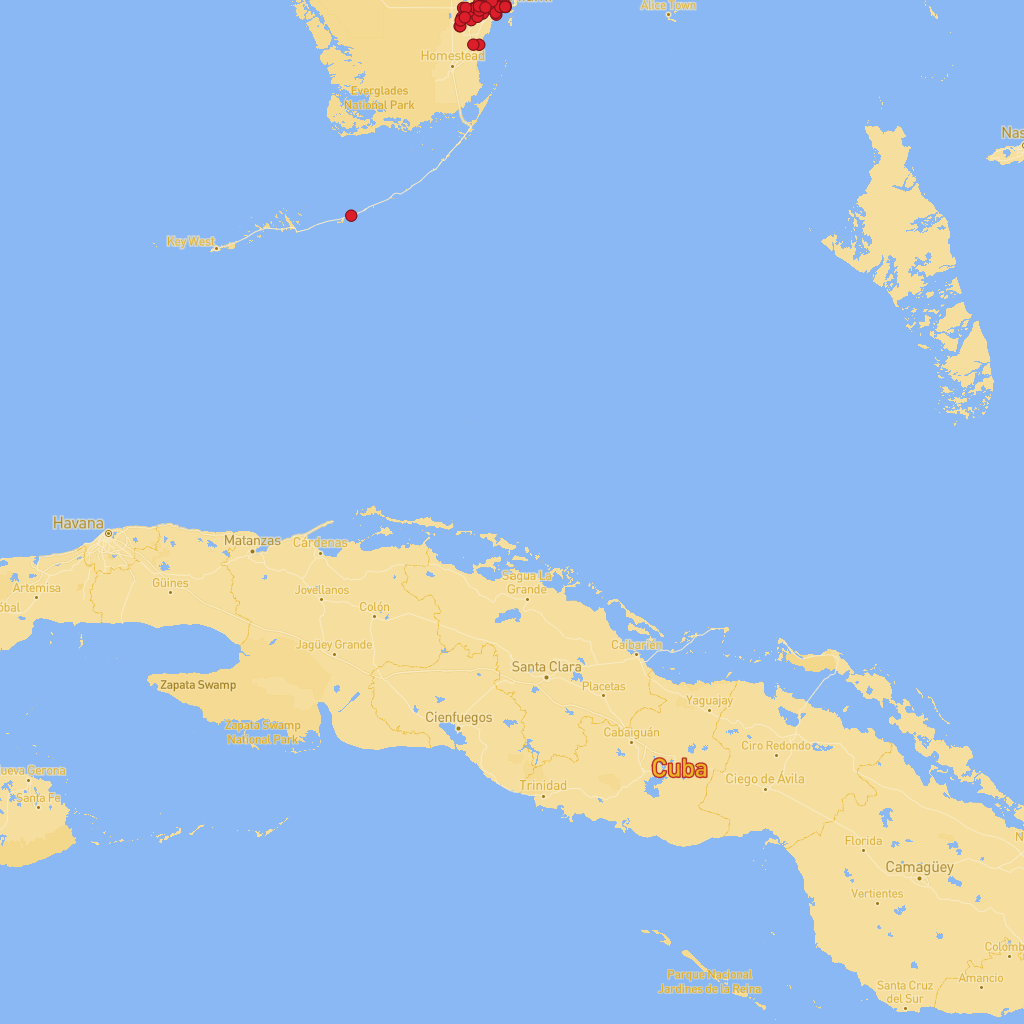 Alice Town
Homestead
Everglades
National Park
Nas
Key West
Havana
Matanzas
Cárdenas
Artemisa
Güines
Sagua La
Grande
Jovellanos
óbal
Colón
Jagüey Grande
Caibarién
Santa Clara
Zapata Swamp
Placetas
Yaguajay
Cienfuegos
Zapata Swamp
National Park
Cabaiguán
Ciro Redondo
ueva Gerona
Cuba
Ciego de Ávila
Trinidad
Santa Fe
N
Florida
Camagüey
Vertientes
Colomb
Parque Nacional
Jardines de la Reina
Amancio
Santa Cruz
del Sur